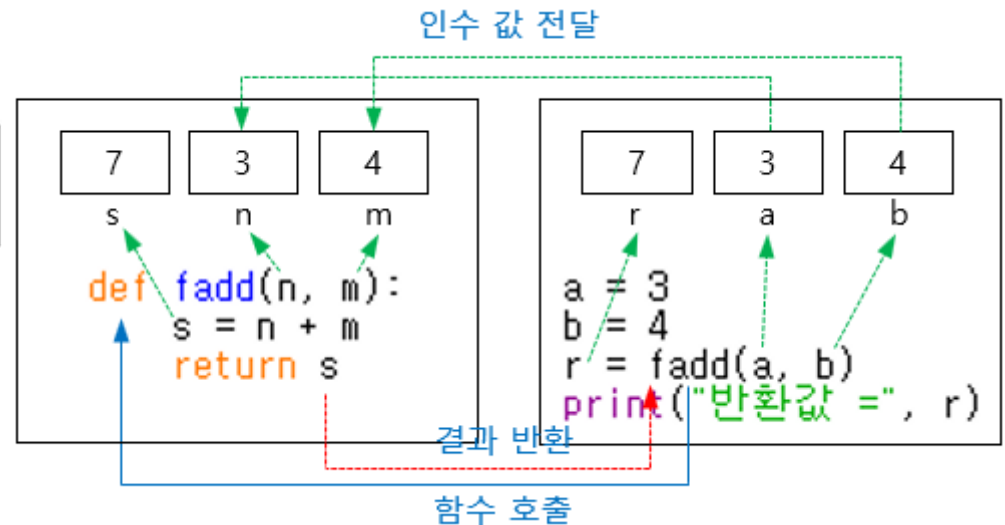 인수 값 전달
7 3 4
s n m
def fadd(n, m):
s = n + m
return s
7 3 4
r a b
a = 3
b = 4
r = fadd(a, b)
print("반환값 =", r)
결과 반환
함수 호출